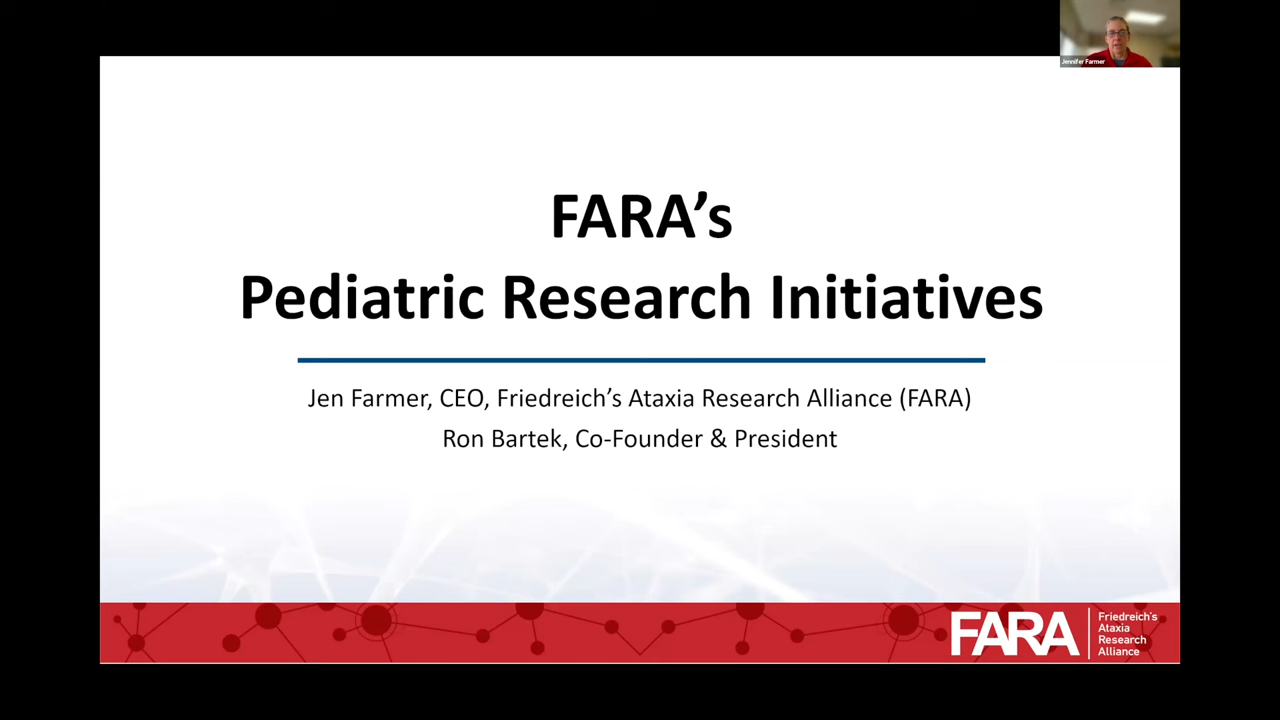 Jennifer Farmer
FARA’s
Pediatric Research Initiatives
Jen Farmer, CEO, Friedreich’s Ataxia Research Alliance (FARA)
Ron Bartek, Co-Founder & President
FARA
Friedreich's
Ataxia
Research
Alliance